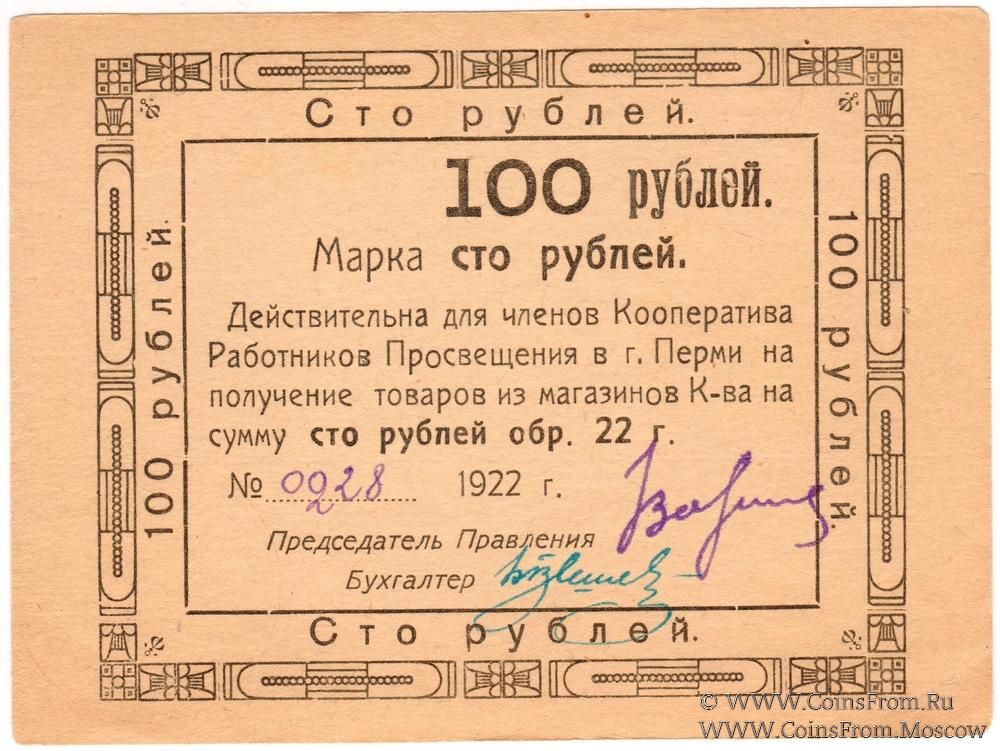 Сто рублей.
100 рублей.
100 рублей.
100 рублей.
Марка сто рублей.
Действительна для членов Кооператива
Работников Просвещения в г. Перми на
получение товаров из магазинов К-ва на
сумму сто рублей обр. 22 г.
№ 0928 1922 г.
Председатель Правления
Бухгалтер
Сто рублей.
© WWW.CoinsFrom.Ru
WWW.CoinsFrom.Moscow